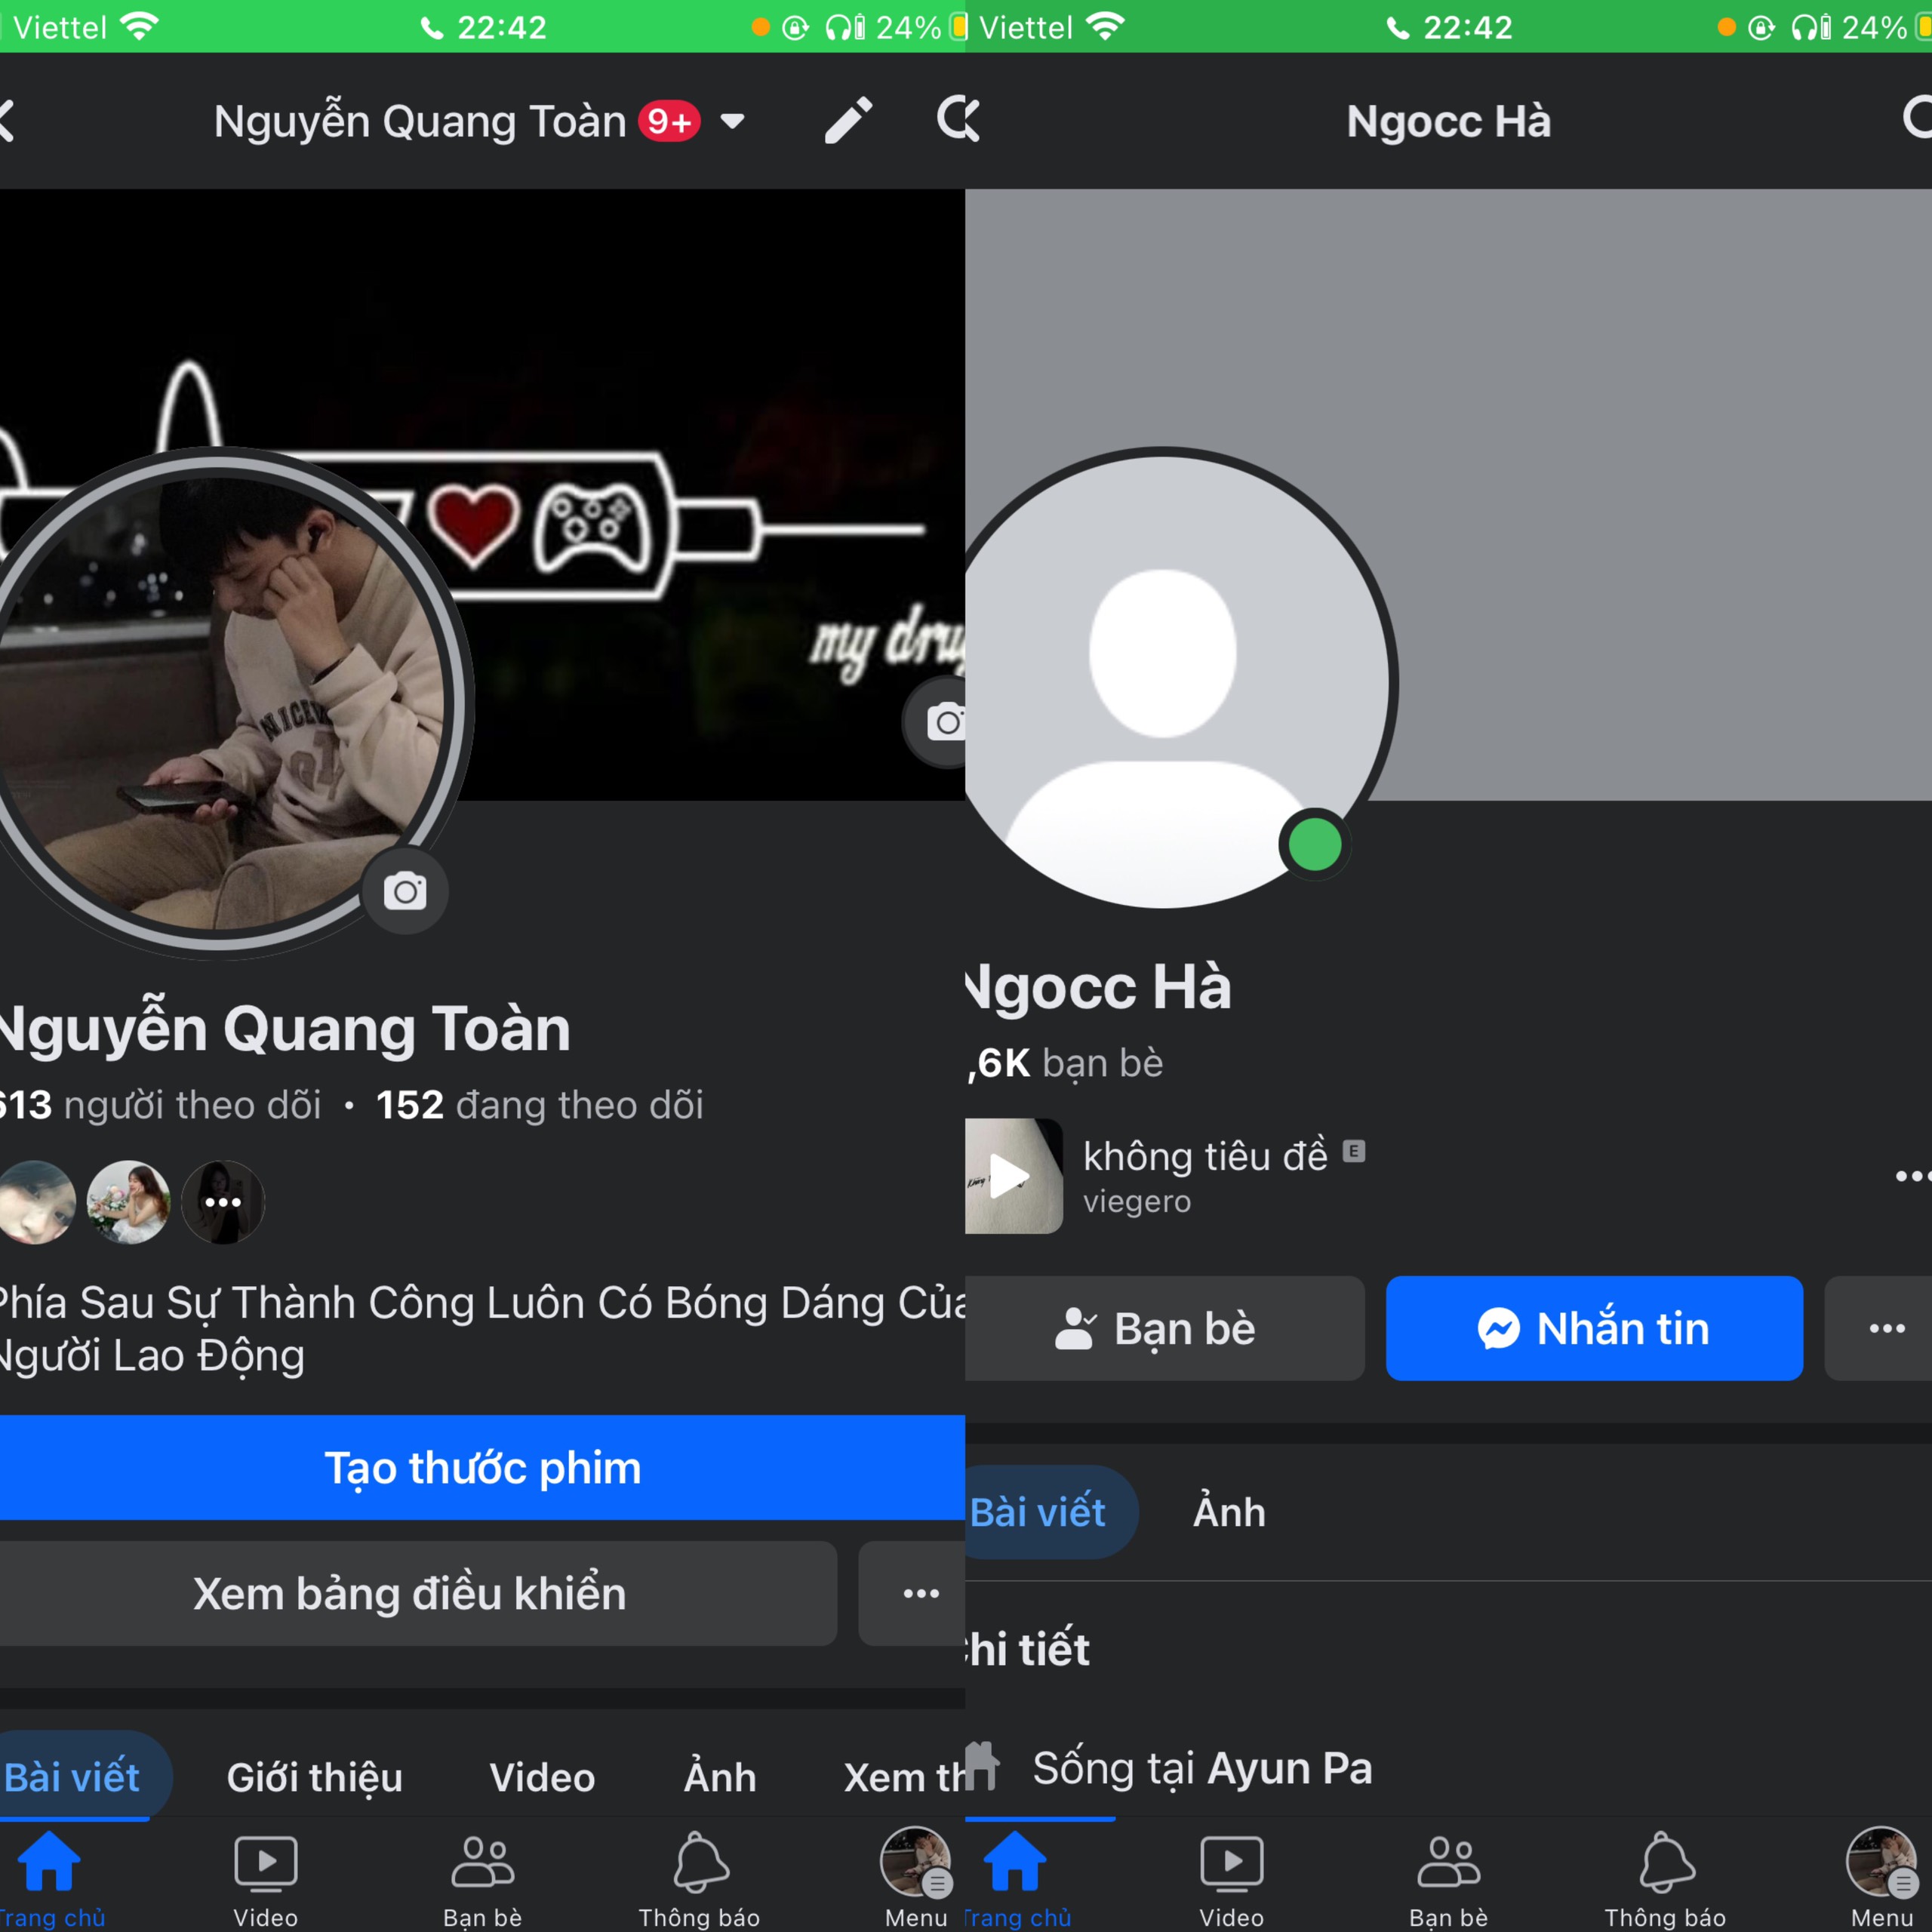 Viettel 22:42 24%
Nguyễn Quang Toàn 9+
my dru
NICE
Nguyễn Quang Toàn
613 người theo dõi • 152 đang theo dõi
Phía Sau Sự Thành Công Luôn Có Bóng Dáng Của
Người Lao Động
Tạo thước phim
Xem bảng điều khiển
Bài viết Giới thiệu Video Ảnh Xem th
Trang chủ Video Bạn bè Thông báo Menu
Viettel 22:42 24%
Ngocc Hà
Ngocc Hà
,6K bạn bè
không tiêu đề E
viegero
Bạn bè Nhắn tin
Bài viết Ảnh
Chi tiết
Sống tại Ayun Pa
Trang chủ Video Bạn bè Thông báo Menu